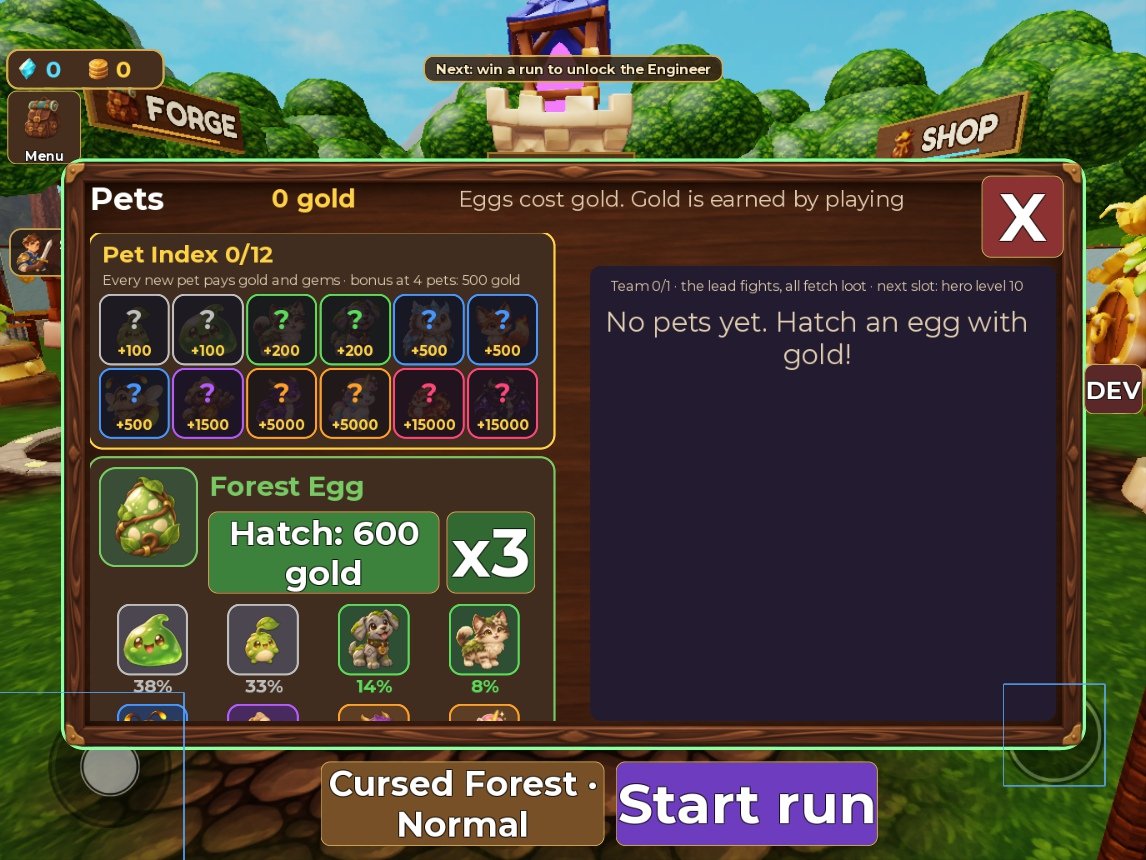 0 0
Next: win a run to unlock the Engineer
FORGE
SHOP
Menu
Pets
0 gold
Eggs cost gold. Gold is earned by playing
X
Pet Index 0/12
Every new pet pays gold and gems · bonus at 4 pets: 500 gold
? ? ? ? ? ?
+100 +100 +200 +200 +500 +500
? ? ? ? ? ?
+500 +1500 +5000 +5000 +15000 +15000
Team 0/1 · the lead fights, all fetch loot · next slot: hero level 10
No pets yet. Hatch an egg with
gold!
DEV
Forest Egg
Hatch: 600
gold
x3
38% 33% 14% 8%
Cursed Forest ·
Normal
Start run